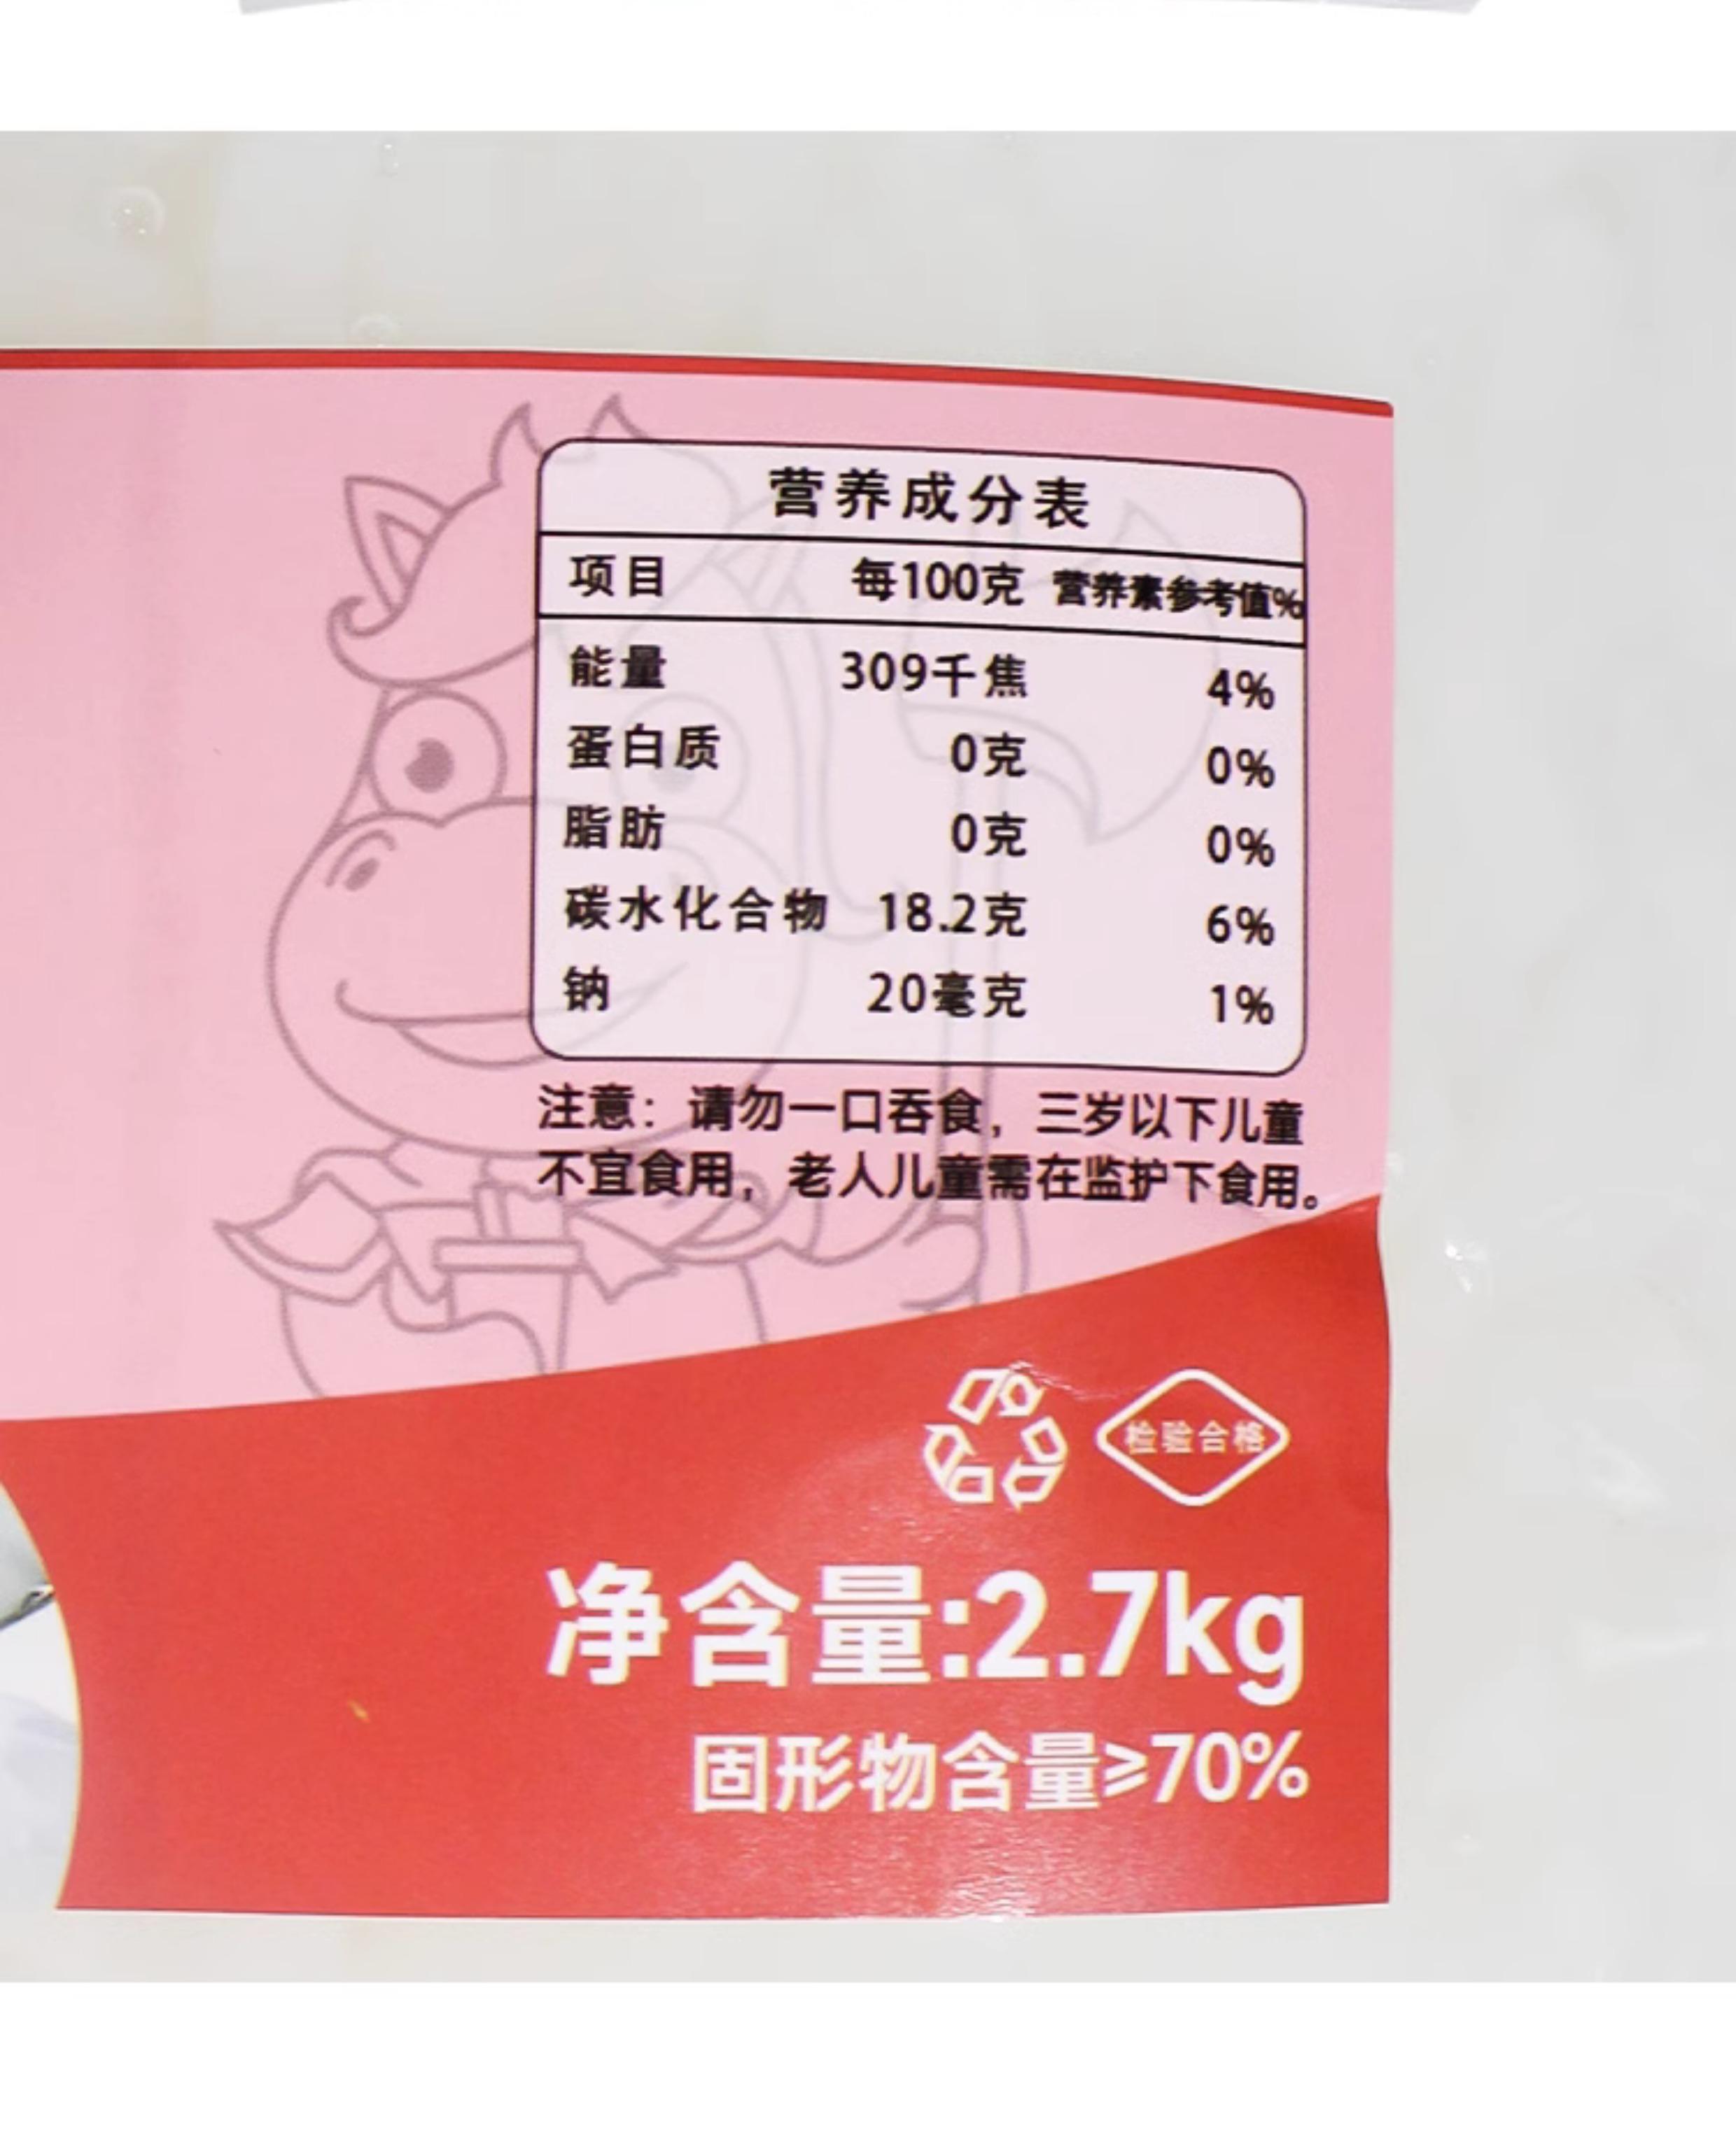 营养成分表
项目 每100克 营养素参考值%
能量 309千焦 4%
蛋白质 0克 0%
脂肪 0克 0%
碳水化合物 18.2克 6%
钠 20毫克 1%
注意：请勿一口吞食，三岁以下儿童
不宜食用，老人儿童需在监护下食用。
检验合格
净含量:2.7kg
固形物含量≥70%